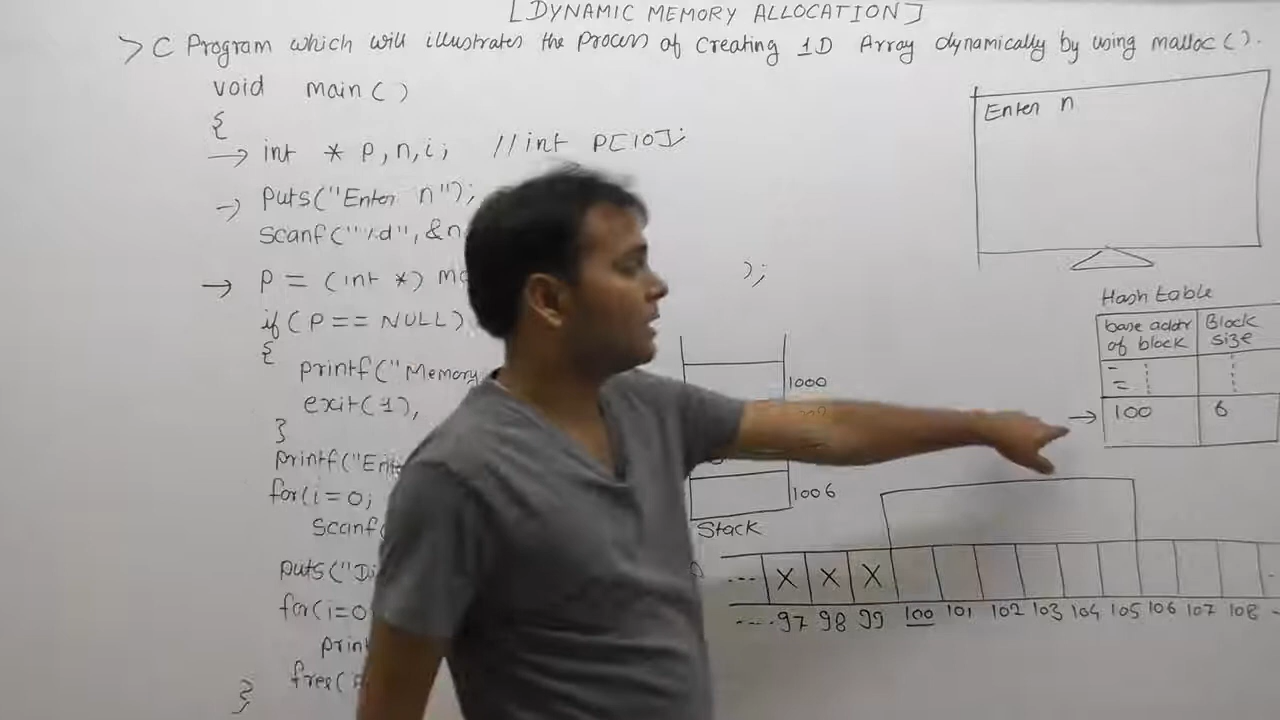 [DYNAMIC MEMORY ALLOCATION]
> C Program which will illustrates the process of creating 1D Array dynamically by using malloc().
void main()
{
→ int * p,n,i; //int p[10];
→ puts("Enter n");
scanf("%d", &n
→ p = (int *) ma );
if( p == NULL)
{
printf("Memory
exit(1),
}
printf("Ente
for(i=0;
scanf(
puts("Di
for(i=0
prin
free(
}
Enter n
Hash table
base addr of block
Block size
100 6
→
1000
1006
Stack
---- X X X
---- 97 98 99 100 101 102 103 104 105 106 107 108 -